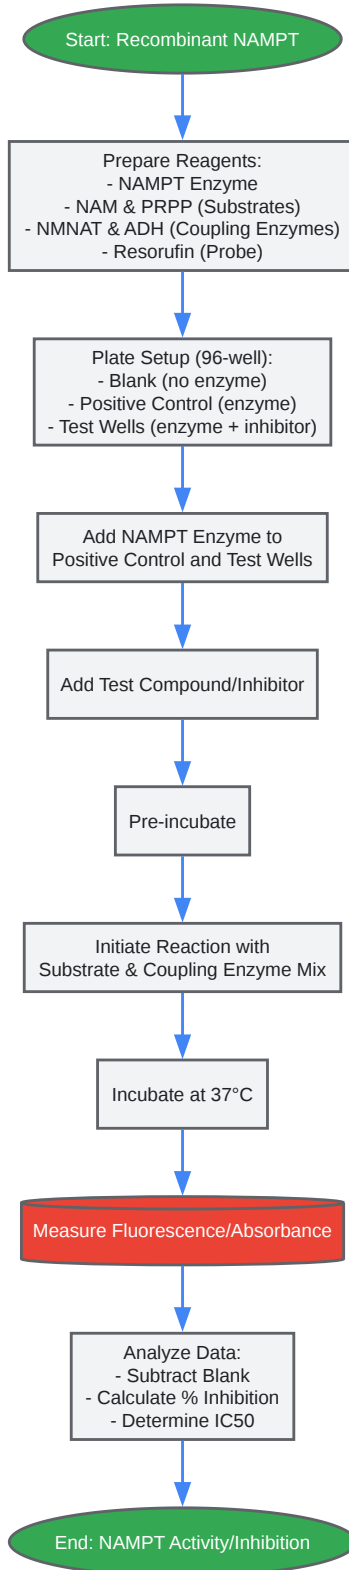 Start: Recombinant NAMPT
Prepare Reagents:
- NAMPT Enzyme
- NAM & PRPP (Substrates)
- NMNAT & ADH (Coupling Enzymes)
- Resorufin (Probe)
Plate Setup (96-well):
- Blank (no enzyme)
- Positive Control (enzyme)
- Test Wells (enzyme + inhibitor)
Add NAMPT Enzyme to
Positive Control and Test Wells
Add Test Compound/Inhibitor
Pre-incubate
Initiate Reaction with
Substrate & Coupling Enzyme Mix
Incubate at 37°C
Measure Fluorescence/Absorbance
Analyze Data:
- Subtract Blank
- Calculate % Inhibition
- Determine IC50
End: NAMPT Activity/Inhibition